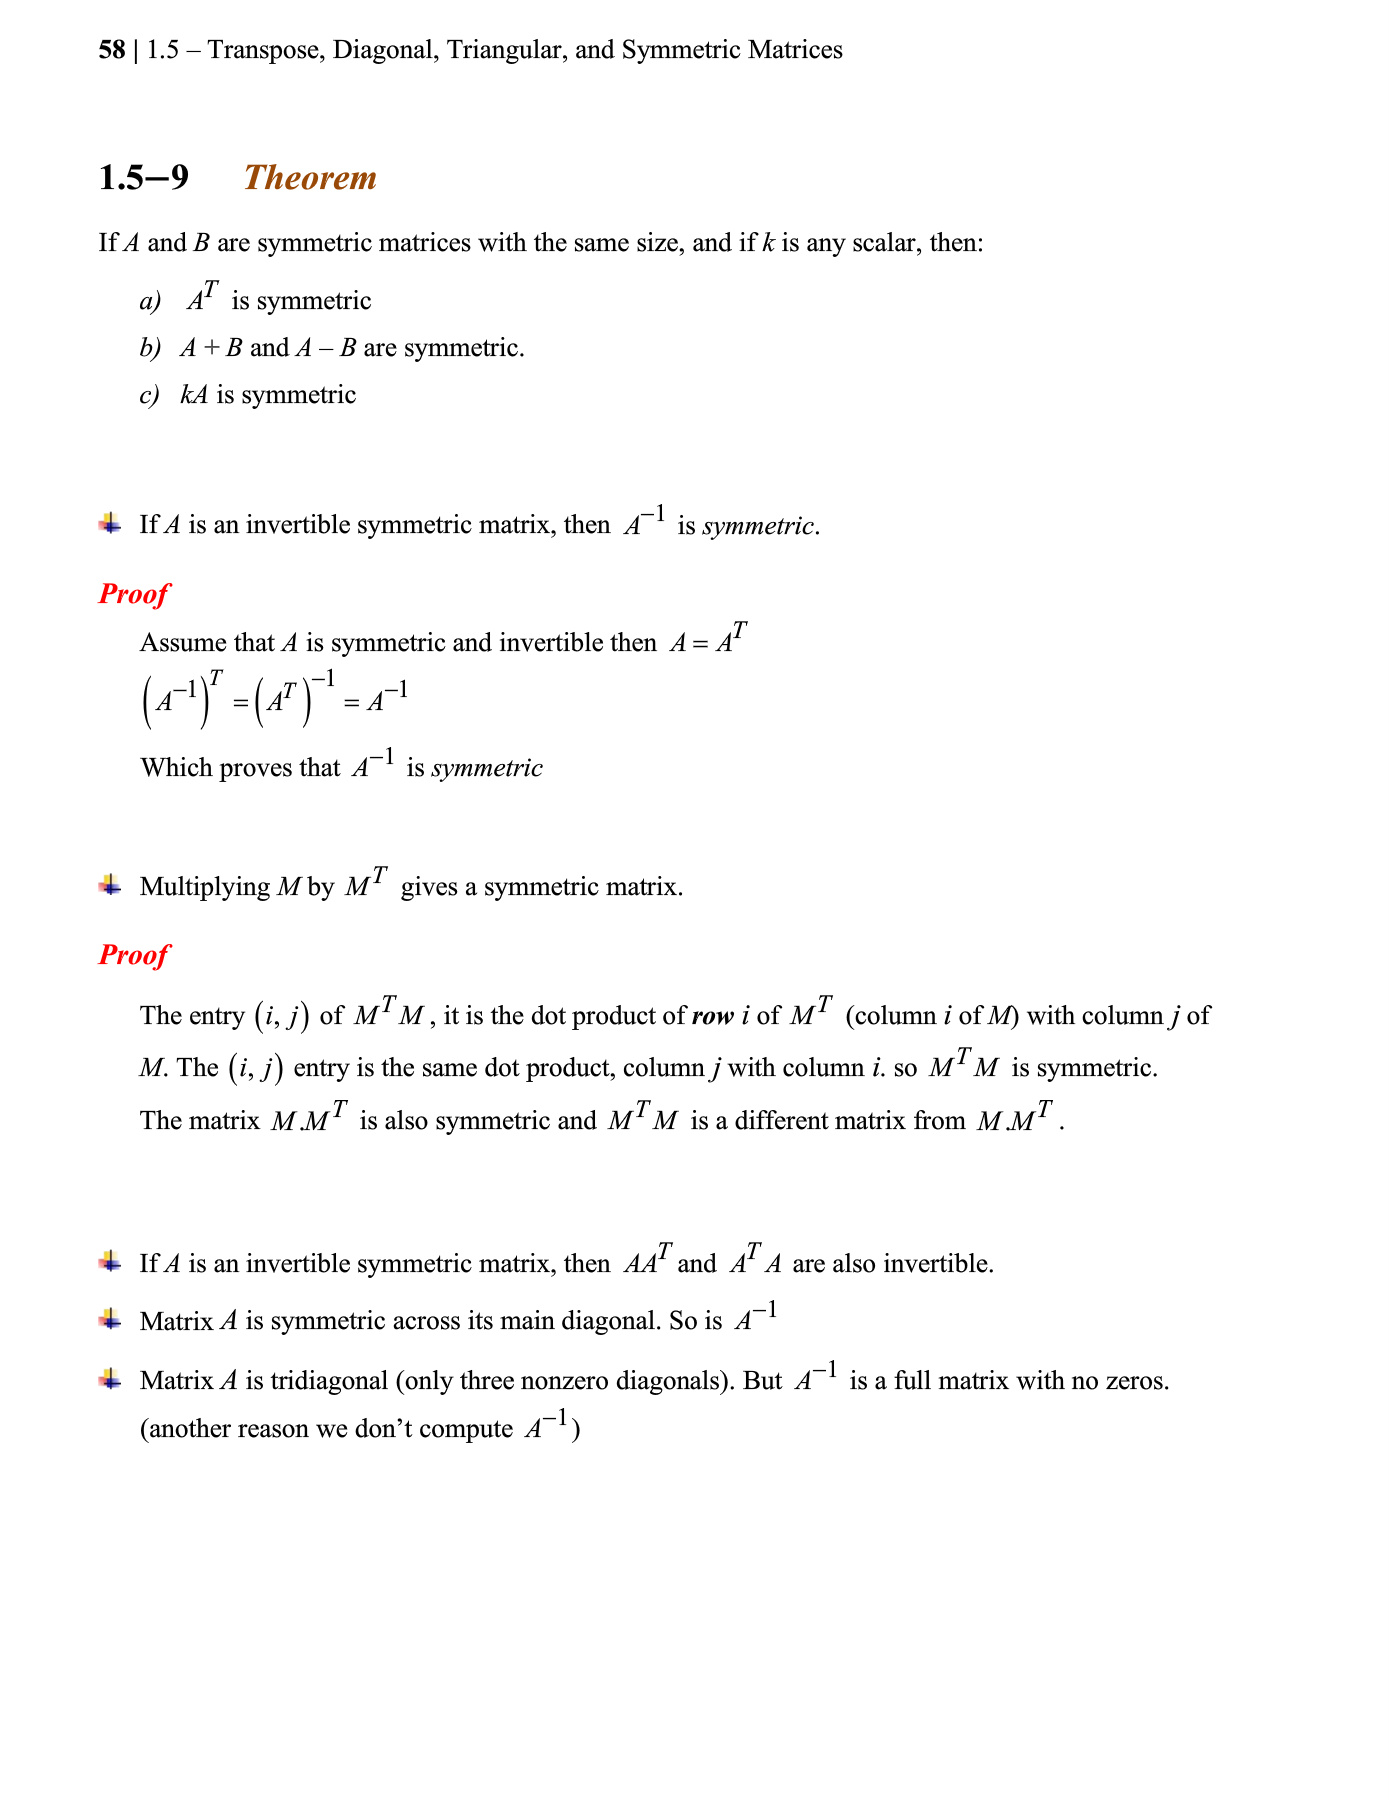 58 | 1.5 – Transpose, Diagonal, Triangular, and Symmetric Matrices
1.5–9 Theorem
If A and B are symmetric matrices with the same size, and if k is any scalar, then:
a) A^T is symmetric
b) A + B and A – B are symmetric.
c) kA is symmetric
If A is an invertible symmetric matrix, then A^−1 is symmetric.
Proof
Assume that A is symmetric and invertible then A = A^T
(A^−1)^T = (A^T)^−1 = A^−1
Which proves that A^−1 is symmetric
Multiplying M by M^T gives a symmetric matrix.
Proof
The entry (i, j) of M^T M, it is the dot product of row i of M^T (column i of M) with column j of
M. The (i, j) entry is the same dot product, column j with column i. so M^T M is symmetric.
The matrix M.M^T is also symmetric and M^T M is a different matrix from M.M^T.
If A is an invertible symmetric matrix, then AA^T and A^T A are also invertible.
Matrix A is symmetric across its main diagonal. So is A^−1
Matrix A is tridiagonal (only three nonzero diagonals). But A^−1 is a full matrix with no zeros.
(another reason we don’t compute A^−1)